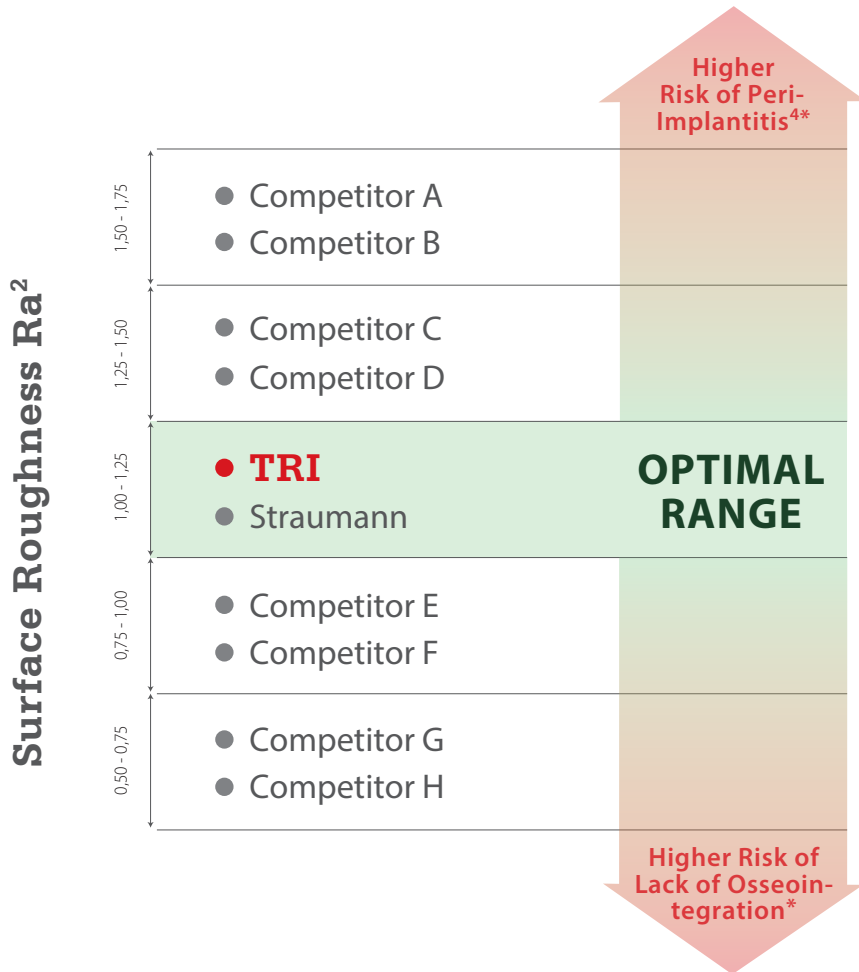 Higher
Risk of Peri-
Implantitis4*
Surface Roughness Ra2
1,50 - 1,75
Competitor A
Competitor B
1,25 - 1,50
Competitor C
Competitor D
1,00 - 1,25
TRI
Straumann
OPTIMAL
RANGE
0,75 - 1,00
Competitor E
Competitor F
0,50 - 0,75
Competitor G
Competitor H
Higher Risk of
Lack of Osseoin-
tegration*